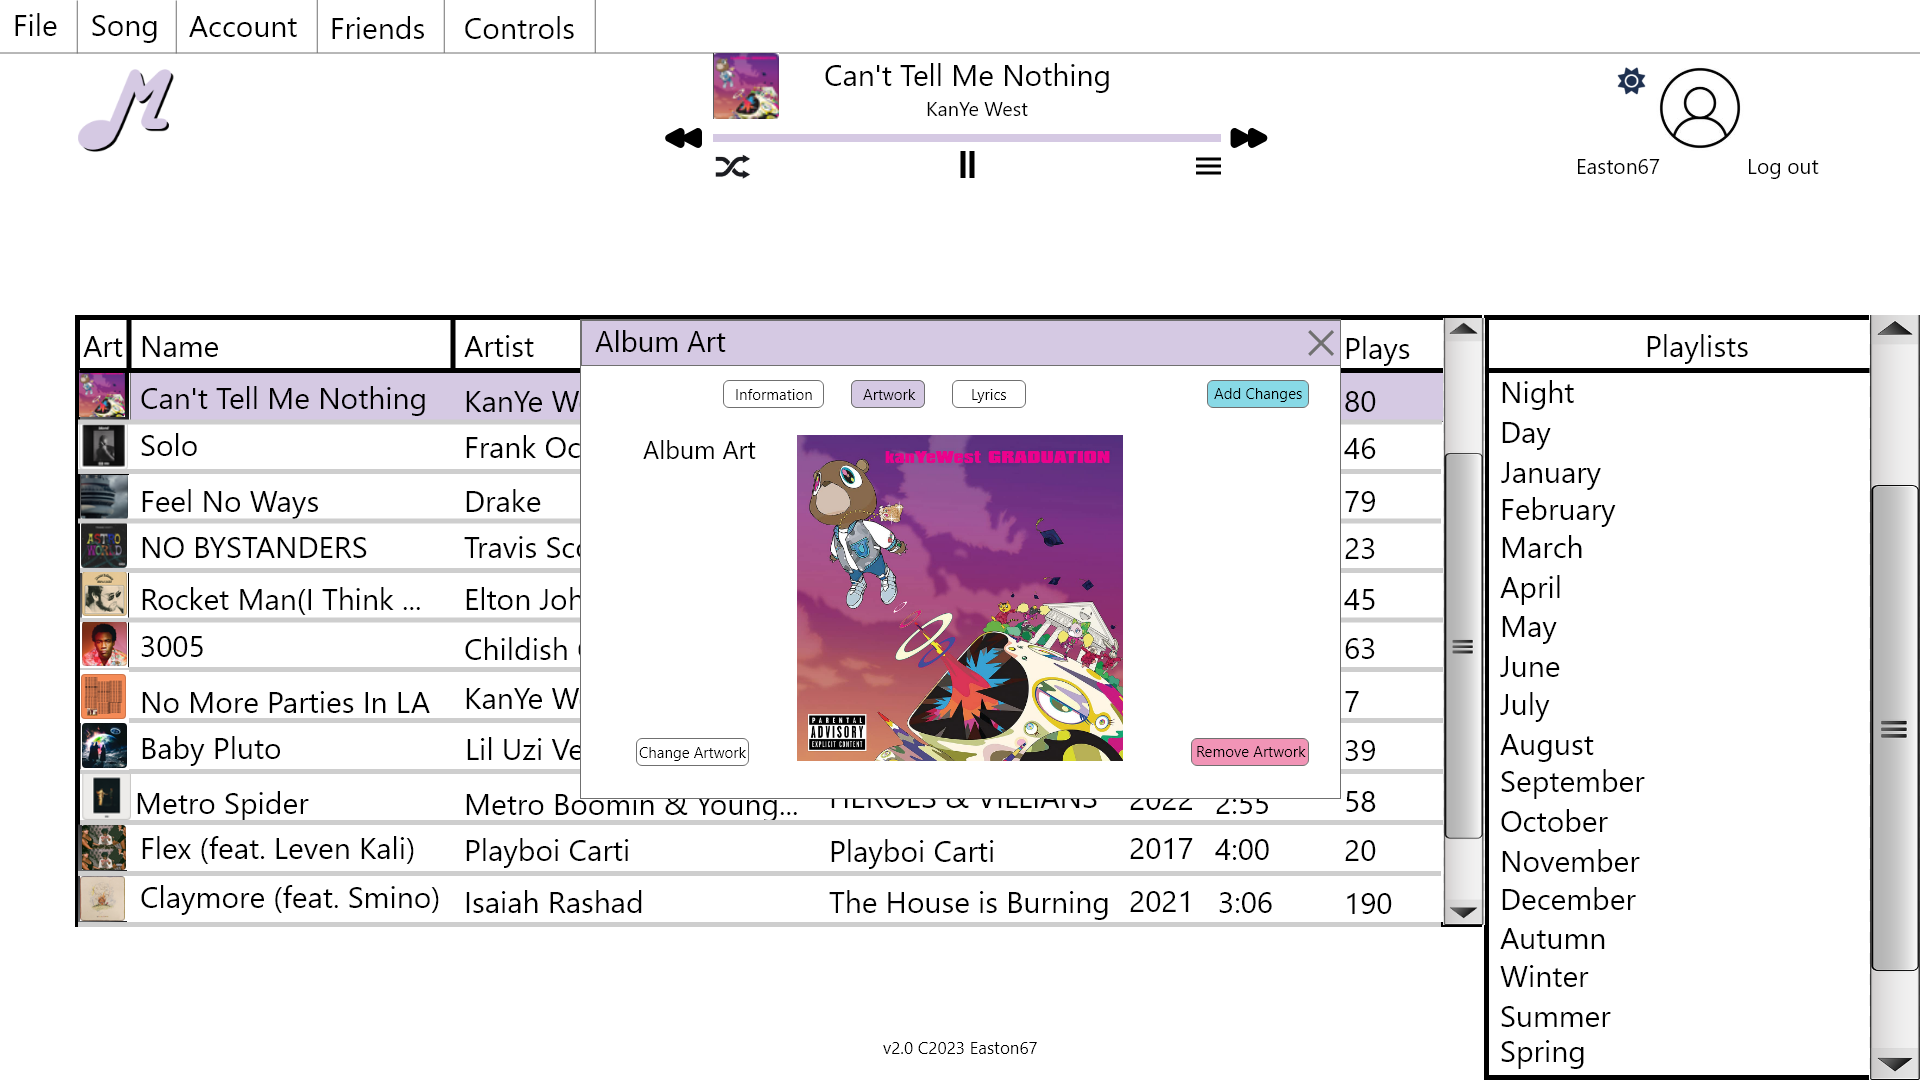 File Song Account Friends Controls
Can't Tell Me Nothing
KanYe West
Easton67 Log out
Art Name Artist Plays
Album Art
Information Artwork Lyrics Add Changes
Album Art
kanYeWest GRADUATION
PARENTAL
ADVISORY
EXPLICIT CONTENT
Change Artwork Remove Artwork
Can't Tell Me Nothing KanYe W 80
Solo Frank Oc 46
Feel No Ways Drake 79
ASTRO
WORLD
NO BYSTANDERS Travis Sco 23
Rocket Man(I Think ... Elton Joh 45
3005 Childish 63
No More Parties In LA KanYe W 7
Baby Pluto Lil Uzi Ve 39
Metro Spider Metro Boomin & Young... HEROES & VILLIANS 2022 2:55 58
Flex (feat. Leven Kali) Playboi Carti Playboi Carti 2017 4:00 20
Claymore (feat. Smino) Isaiah Rashad The House is Burning 2021 3:06 190
Playlists
Night
Day
January
February
March
April
May
June
July
August
September
October
November
December
Autumn
Winter
Summer
Spring
v2.0 C2023 Easton67